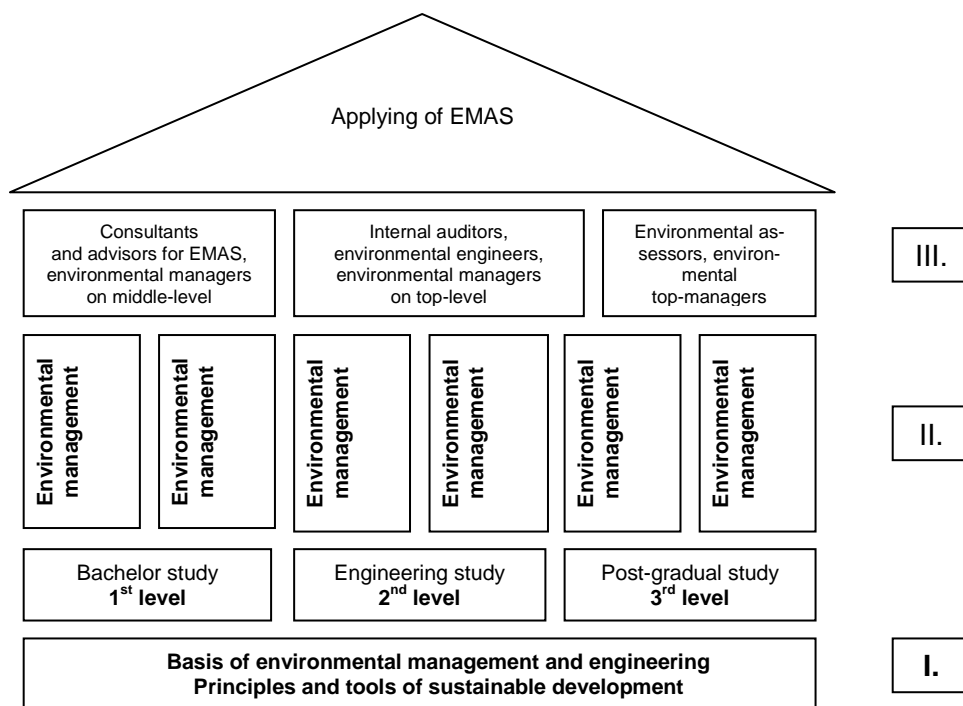 Applying of EMAS
Consultants
and advisors for EMAS,
environmental managers
on middle-level
Internal auditors,
environmental engineers,
environmental managers
on top-level
Environmental as-
sessors, environ-
mental
top-managers
III.
Environmental
management
Environmental
management
Environmental
management
Environmental
management
Environmental
management
Environmental
management
II.
Bachelor study
1st level
Engineering study
2nd level
Post-gradual study
3rd level
Basis of environmental management and engineering
Principles and tools of sustainable development
I.